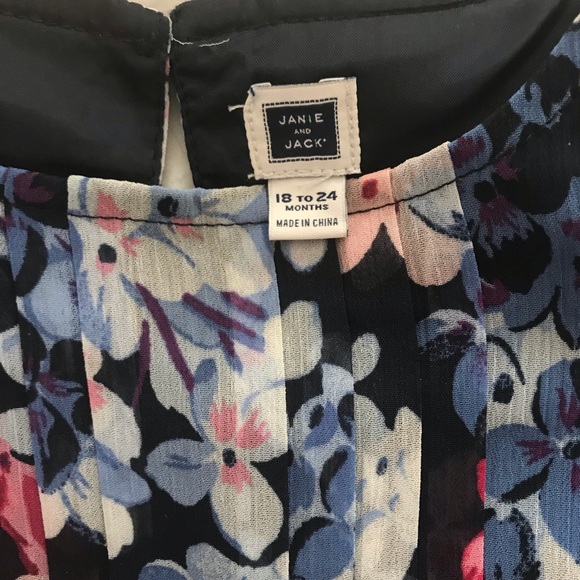 JANIE
AND
JACK
18 TO 24
MONTHS
MADE IN CHINA